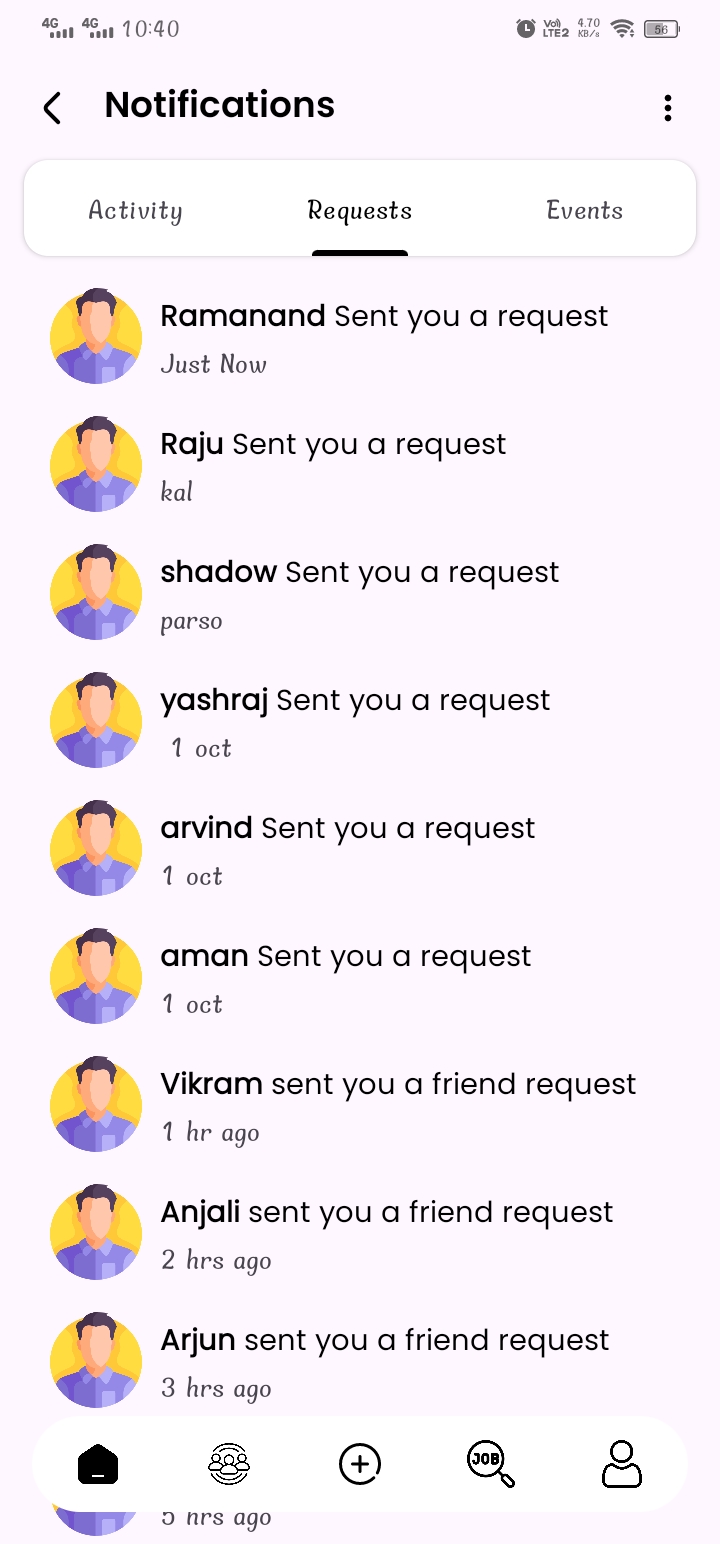 4G 4G 10:40 Vo) LTE2 4.70 KB/s 56
Notifications
Activity Requests Events
Ramanand Sent you a request
Just Now
Raju Sent you a request
kal
shadow Sent you a request
parso
yashraj Sent you a request
1 oct
arvind Sent you a request
1 oct
aman Sent you a request
1 oct
Vikram sent you a friend request
1 hr ago
Anjali sent you a friend request
2 hrs ago
Arjun sent you a friend request
3 hrs ago
JOB
5 hrs ago